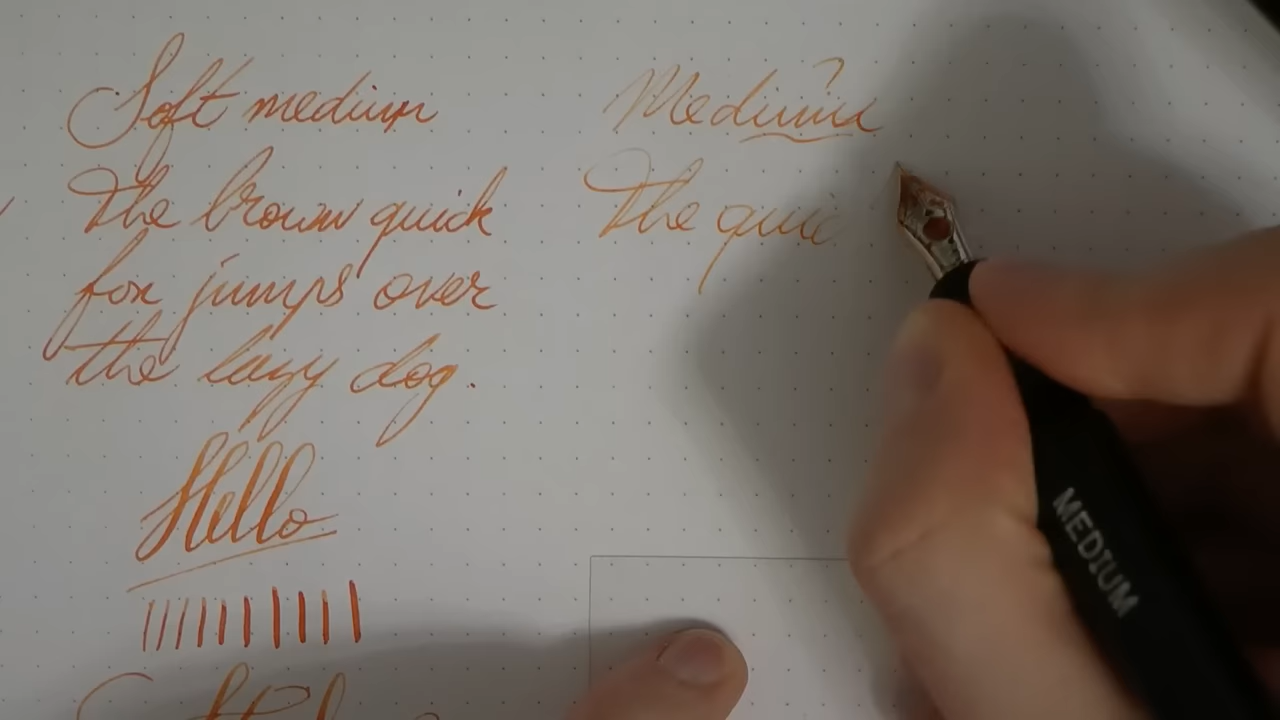 Soft medium
The brown quick
fox jumps over
the lazy dog.
Hello
Medium
The quic
MEDIUM